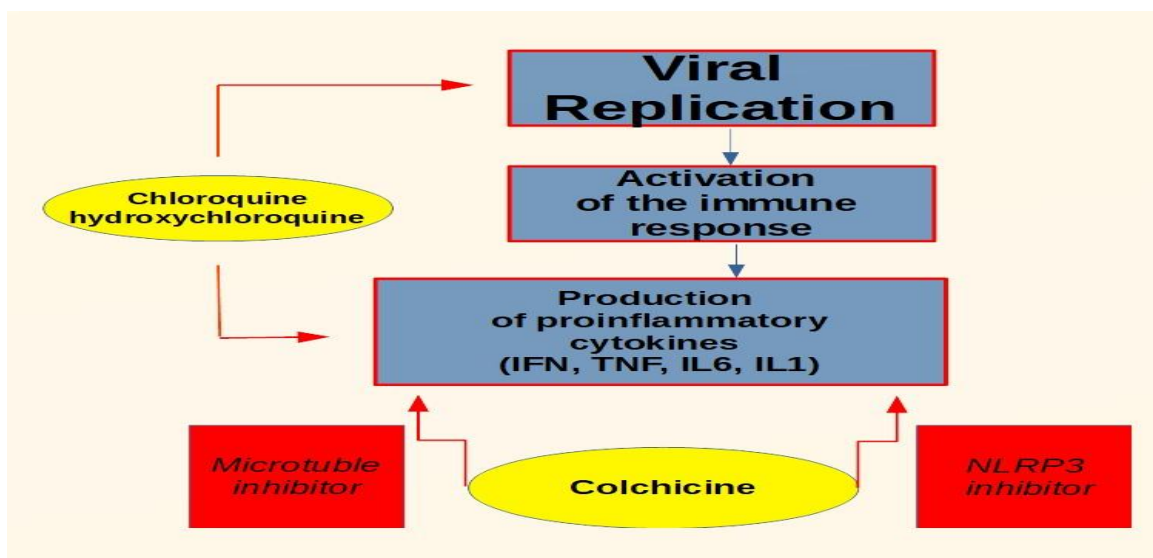 Viral
Replication
Activation
of the immune
response
Chloroquine
hydroxychloroquine
Production
of proinflammatory
cytokines
(IFN, TNF, IL6, IL1)
Microtuble
inhibitor
Colchicine
NLRP3
inhibitor